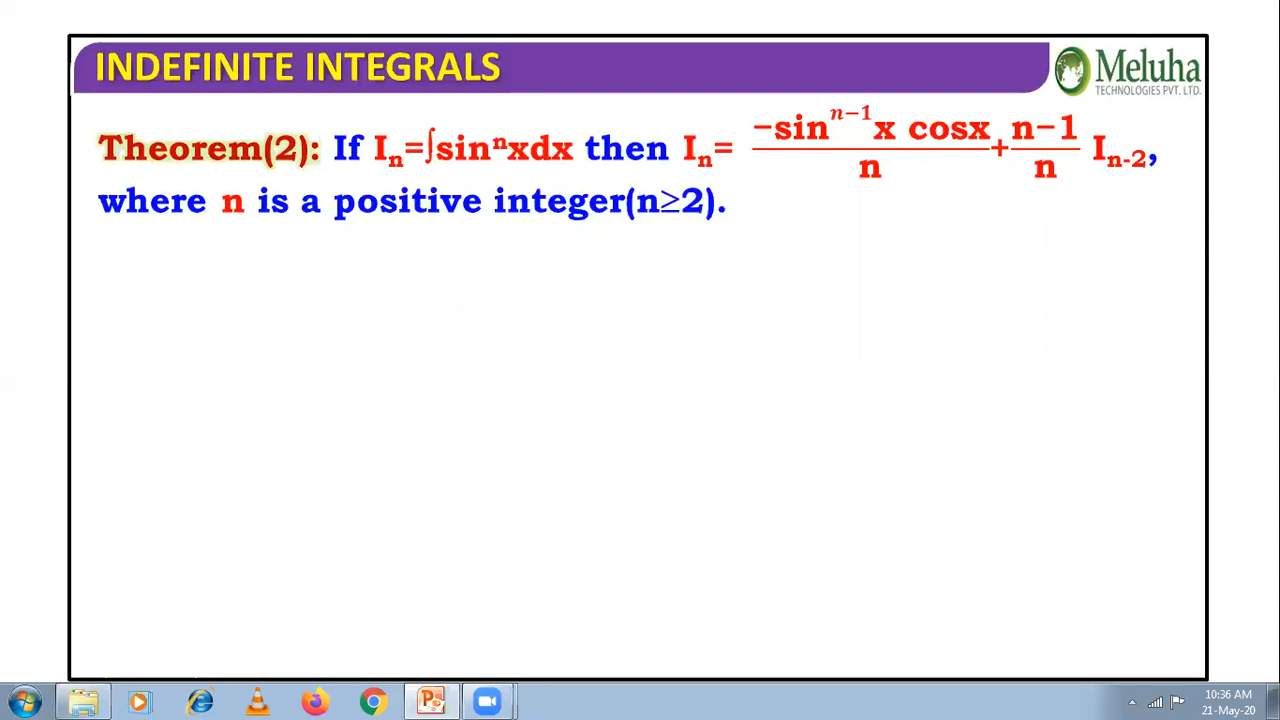 INDEFINITE INTEGRALS
Meluha
TECHNOLOGIES PVT. LTD.
Theorem(2): If Iₙ=∫sinⁿxdx then Iₙ= −sinⁿ⁻¹x cosx/n + n−1/n Iₙ₋₂,
where n is a positive integer(n≥2).
10:36 AM
21-May-20